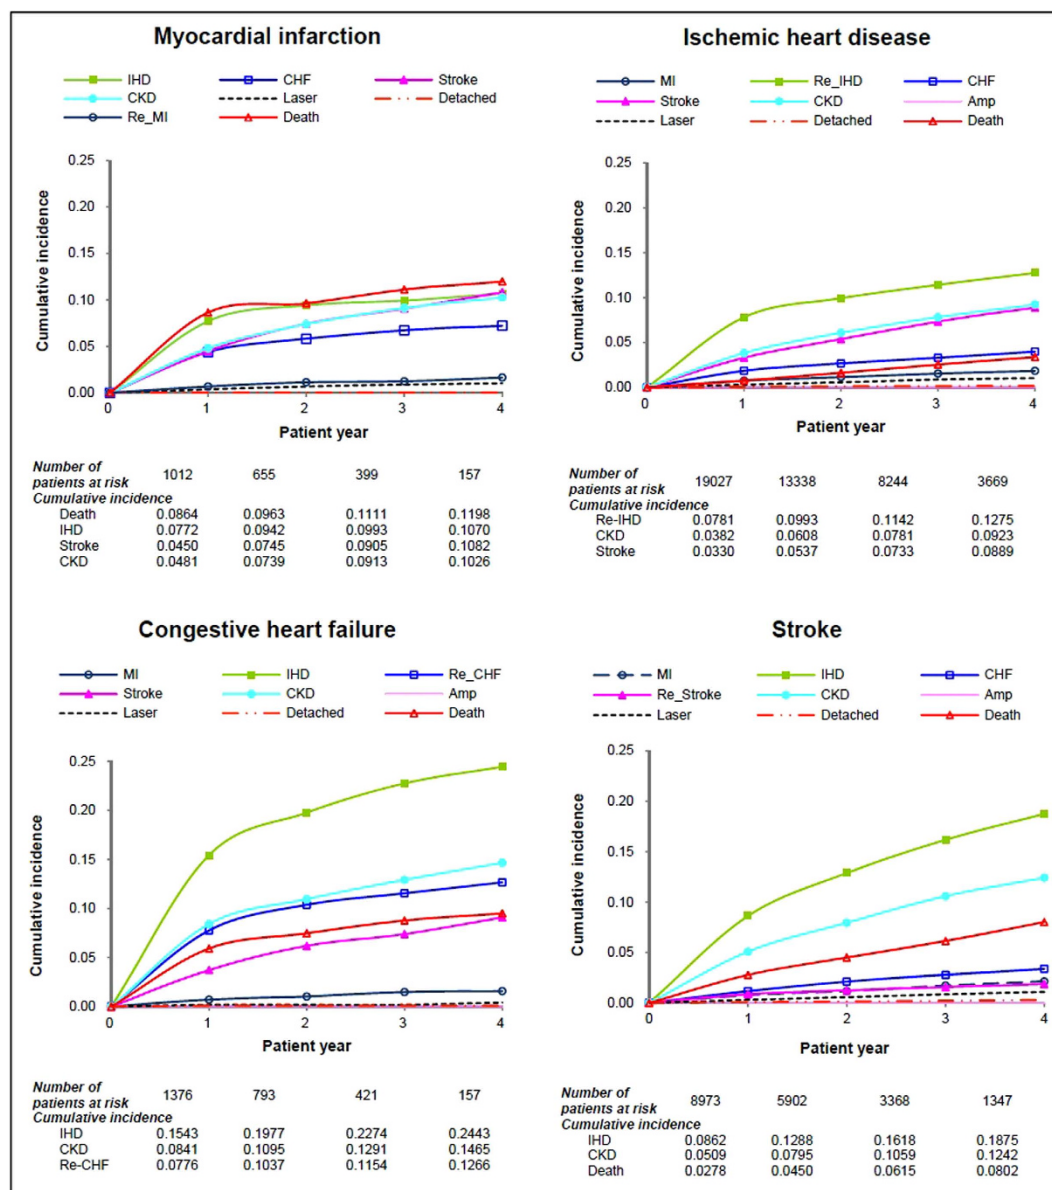 Myocardial infarction
IHD CHF Stroke
CKD Laser Detached
Re_MI Death
0.25
0.20
0.15
0.10
0.05
0.00
Cumulative incidence
0 1 2 3 4
Patient year
Number of
patients at risk 1012 655 399 157
Cumulative incidence
Death 0.0864 0.0963 0.1111 0.1198
IHD 0.0772 0.0942 0.0993 0.1070
Stroke 0.0450 0.0745 0.0905 0.1082
CKD 0.0481 0.0739 0.0913 0.1026
Ischemic heart disease
MI Re_IHD CHF
Stroke CKD Amp
Laser Detached Death
0.25
0.20
0.15
0.10
0.05
0.00
Cumulative incidence
0 1 2 3 4
Patient year
Number of
patients at risk 19027 13338 8244 3669
Cumulative incidence
Re-IHD 0.0781 0.0993 0.1142 0.1275
CKD 0.0382 0.0608 0.0781 0.0923
Stroke 0.0330 0.0537 0.0733 0.0889
Congestive heart failure
MI IHD Re_CHF
Stroke CKD Amp
Laser Detached Death
0.25
0.20
0.15
0.10
0.05
0.00
Cumulative incidence
0 1 2 3 4
Patient year
Number of
patients at risk 1376 793 421 157
Cumulative incidence
IHD 0.1543 0.1977 0.2274 0.2443
CKD 0.0841 0.1095 0.1291 0.1465
Re-CHF 0.0776 0.1037 0.1154 0.1266
Stroke
MI IHD CHF
Re_Stroke CKD Amp
Laser Detached Death
0.25
0.20
0.15
0.10
0.05
0.00
Cumulative incidence
0 1 2 3 4
Patient year
Number of
patients at risk 8973 5902 3368 1347
Cumulative incidence
IHD 0.0862 0.1288 0.1618 0.1875
CKD 0.0509 0.0795 0.1059 0.1242
Death 0.0278 0.0450 0.0615 0.0802